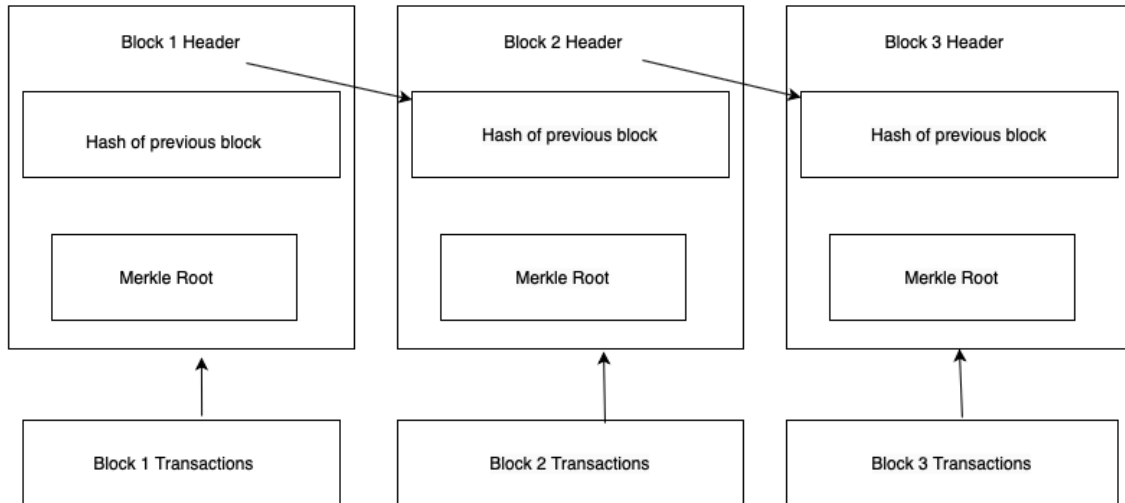 Block 1 Header
Block 2 Header
Block 3 Header
Hash of previous block
Hash of previous block
Hash of previous block
Merkle Root
Merkle Root
Merkle Root
Block 1 Transactions
Block 2 Transactions
Block 3 Transactions